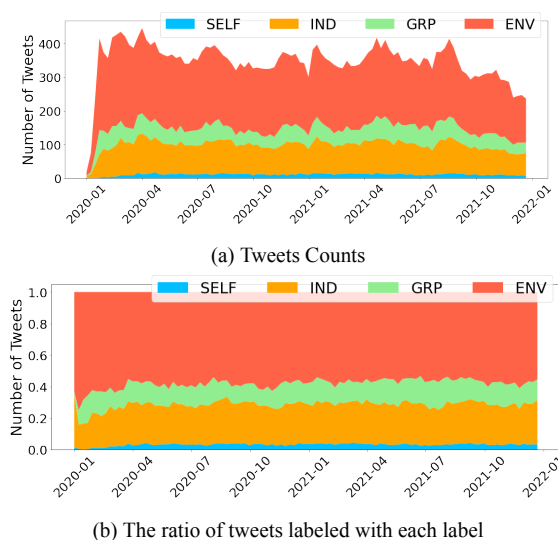 SELF IND GRP ENV
Number of Tweets
400
300
200
100
0
2020-01 2020-04 2020-07 2020-10 2021-01 2021-04 2021-07 2021-10 2022-01
(a) Tweets Counts
SELF IND GRP ENV
Number of Tweets
1.0
0.8
0.6
0.4
0.2
0.0
2020-01 2020-04 2020-07 2020-10 2021-01 2021-04 2021-07 2021-10 2022-01
(b) The ratio of tweets labeled with each label